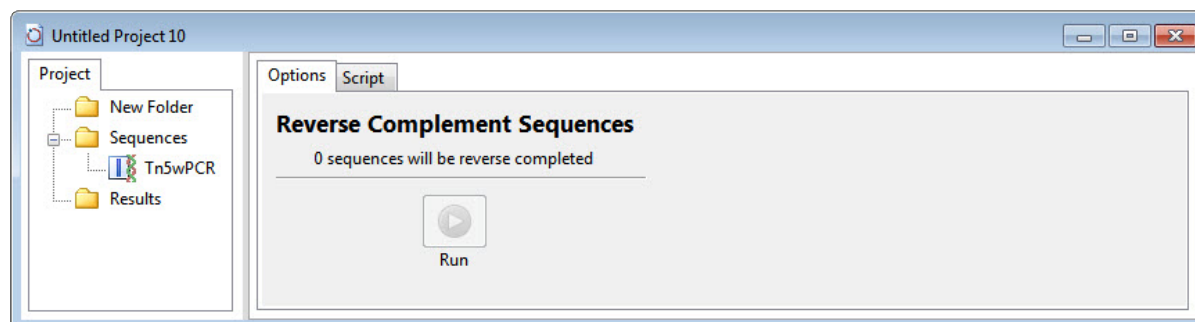 Untitled Project 10
Project
New Folder
Sequences
Tn5wPCR
Results
Options
Script
Reverse Complement Sequences
0 sequences will be reverse completed
Run